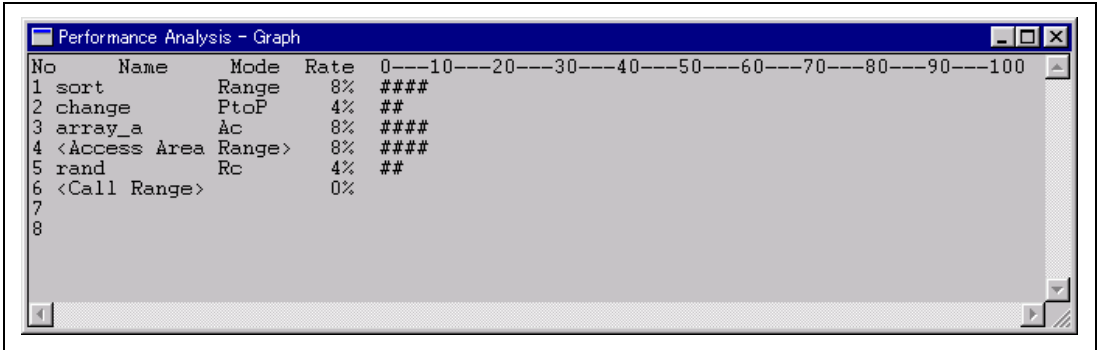 Performance Analysis - Graph
No Name Mode Rate 0---10---20---30---40---50---60---70---80---90---100
1 sort Range 8% ####
2 change PtoP 4% ##
3 array_a Ac 8% ####
4 <Access Area Range> 8% ####
5 rand Rc 4% ##
6 <Call Range> 0%
7
8